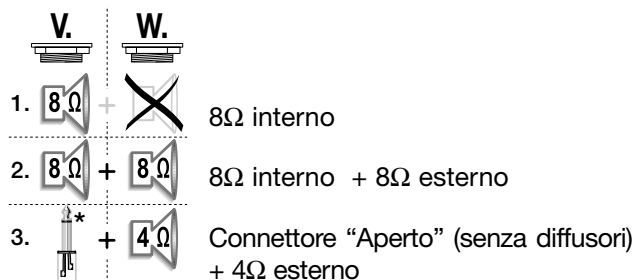 V. W.
1. 8Ω + 8Ω interno
2. 8Ω + 8Ω 8Ω interno + 8Ω esterno
3. * + 4Ω Connettore “Aperto” (senza diffusori)
+ 4Ω esterno